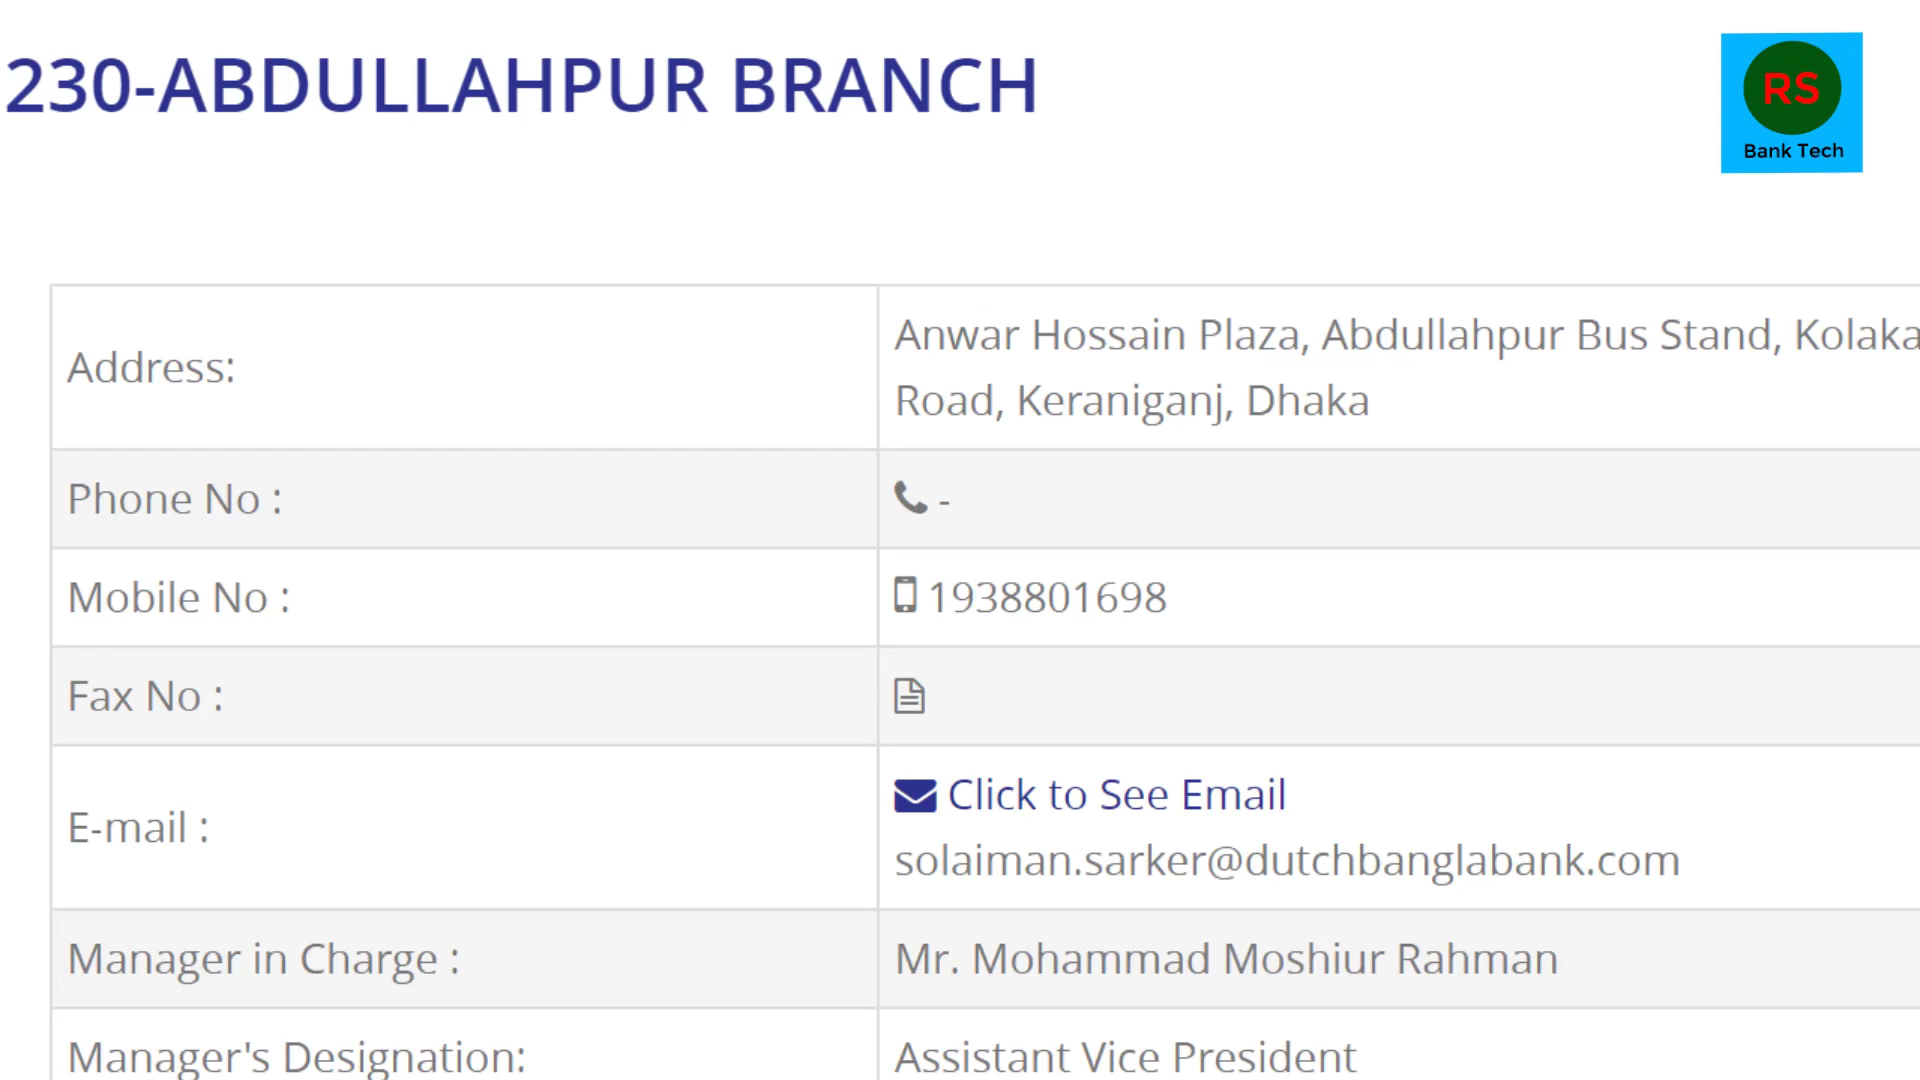 230-ABDULLAHPUR BRANCH
RS
Bank Tech
Address:
Anwar Hossain Plaza, Abdullahpur Bus Stand, Kolaka
Road, Keraniganj, Dhaka
Phone No :
-
Mobile No :
1938801698
Fax No :
E-mail :
Click to See Email
solaiman.sarker@dutchbanglabank.com
Manager in Charge :
Mr. Mohammad Moshiur Rahman
Manager's Designation:
Assistant Vice President